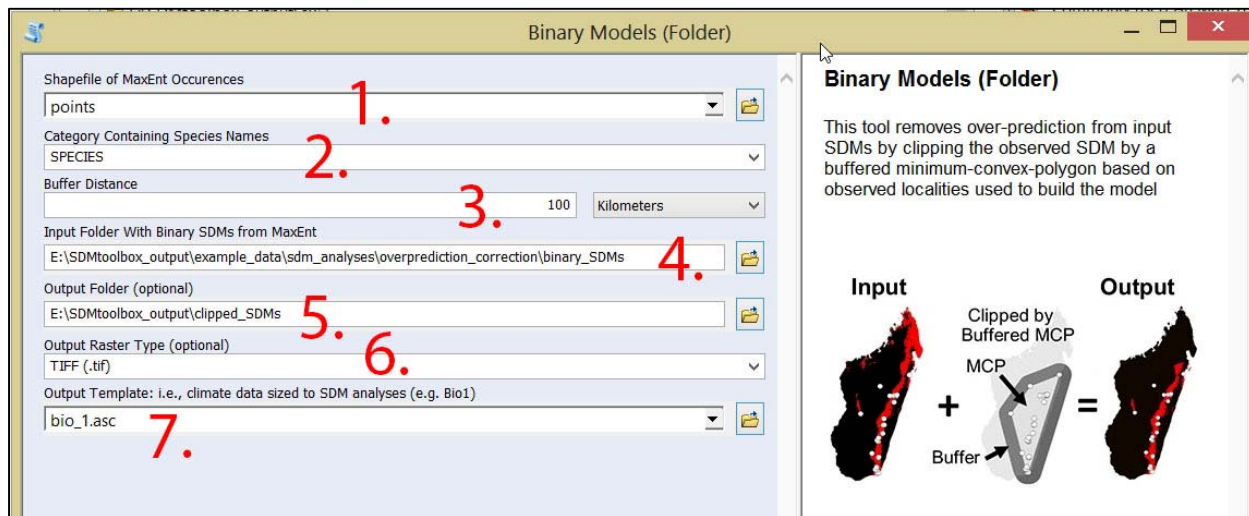 Binary Models (Folder)
Shapefile of MaxEnt Occurences
points
1.
Category Containing Species Names
SPECIES
2.
Buffer Distance
100
Kilometers
3.
Input Folder With Binary SDMs from MaxEnt
E:\SDMtoolbox_output\example_data\sdm_analyses\overprediction_correction\binary_SDMs
4.
Output Folder (optional)
E:\SDMtoolbox_output\clipped_SDMs
5.
Output Raster Type (optional)
6.
TIFF (.tif)
Output Template: i.e., climate data sized to SDM analyses (e.g. Bio1)
bio_1.asc
7.
Binary Models (Folder)
This tool removes over-prediction from input
SDMs by clipping the observed SDM by a
buffered minimum-convex-polygon based on
observed localities used to build the model
Input
Output
Clipped by
Buffered MCP
MCP
+
=
Buffer